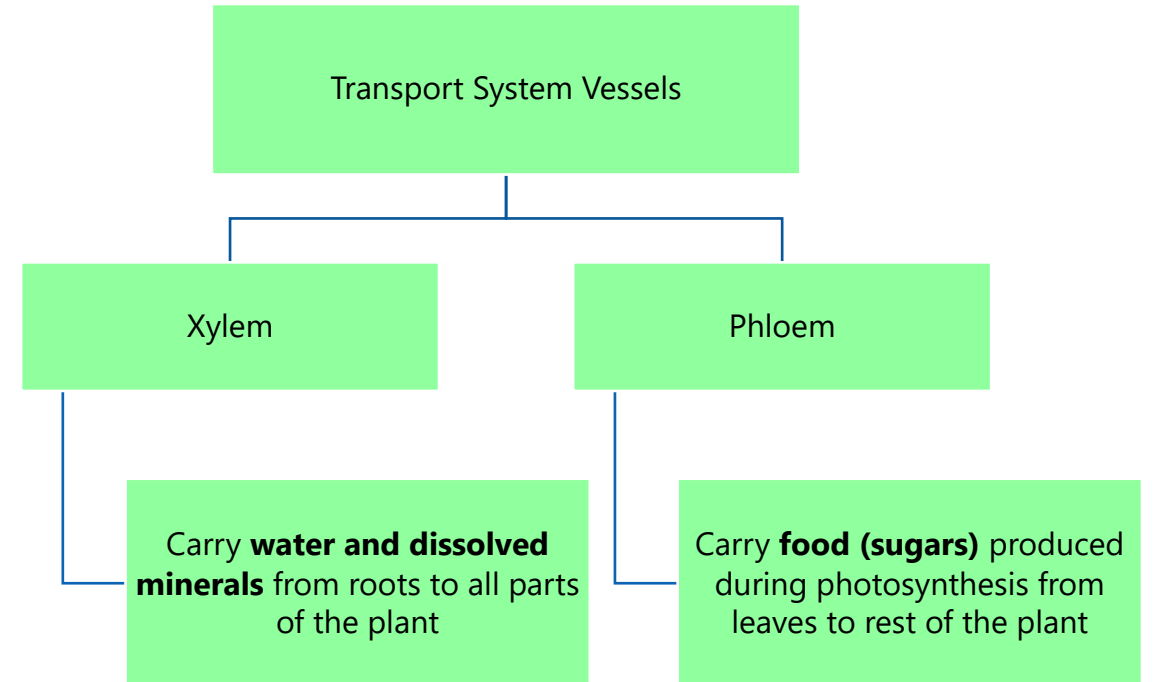 Transport System Vessels
Xylem
Phloem
Carry water and dissolved
minerals from roots to all parts
of the plant
Carry food (sugars) produced
during photosynthesis from
leaves to rest of the plant